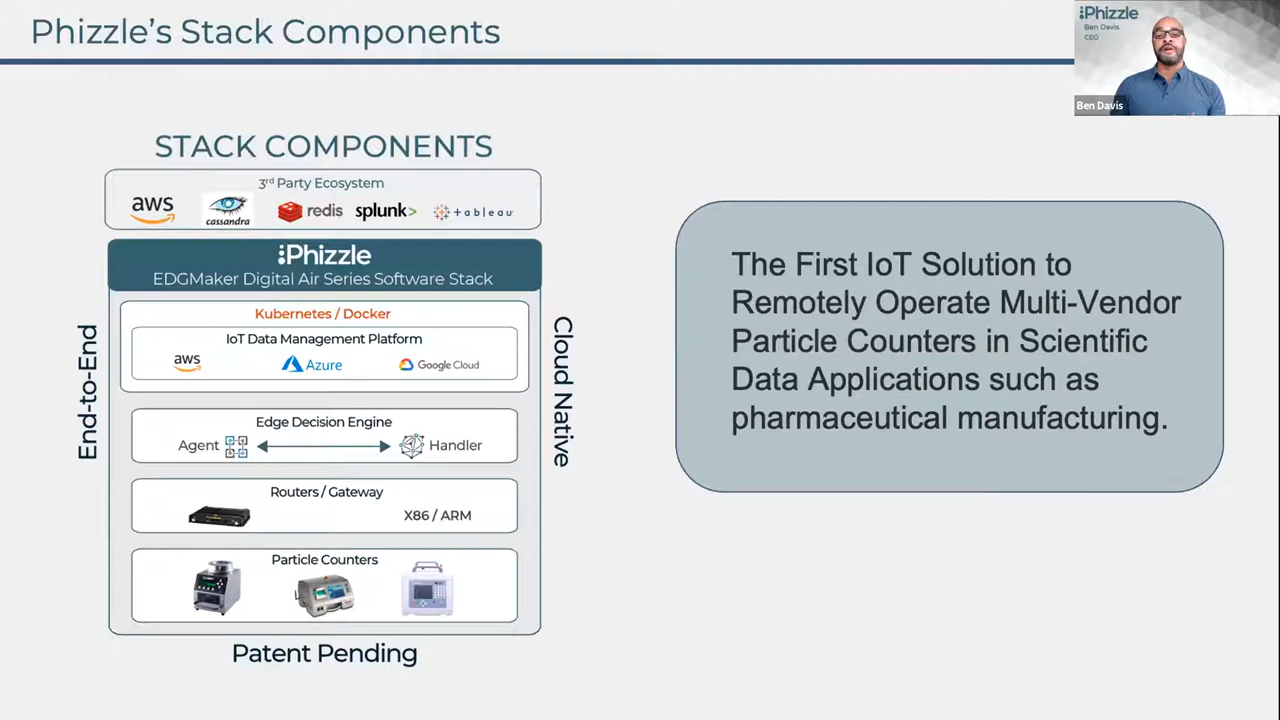 Phizzle's Stack Components
Phizzle
Ben Davis
CEO
Ben Davis
STACK COMPONENTS
3rd Party Ecosystem
aws
cassandra
redis
splunk>
+ableau
Phizzle
EDGMaker Digital Air Series Software Stack
End-to-End
Cloud Native
Kubernetes / Docker
IoT Data Management Platform
aws
Azure
Google Cloud
Edge Decision Engine
Agent
Handler
Routers / Gateway
X86 / ARM
Particle Counters
Patent Pending
The First IoT Solution to
Remotely Operate Multi-Vendor
Particle Counters in Scientific
Data Applications such as
pharmaceutical manufacturing.